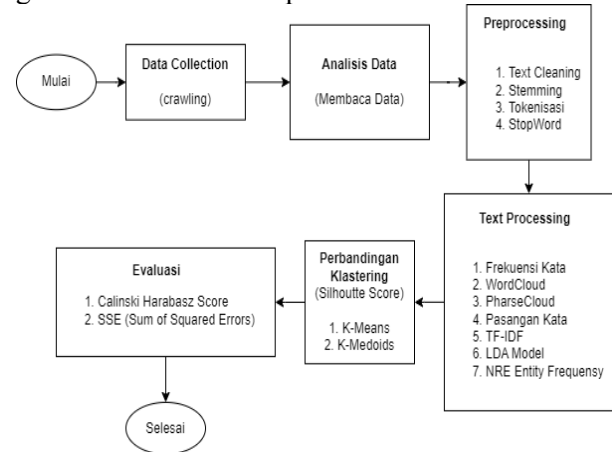 Mulai
Data Collection
(crawling)
Analisis Data
(Membaca Data)
Preprocessing
1. Text Cleaning
2. Stemming
3. Tokenisasi
4. StopWord
Text Processing
1. Frekuensi Kata
2. WordCloud
3. PharseCloud
4. Pasangan Kata
5. TF-IDF
6. LDA Model
7. NRE Entity Frequensy
Perbandingan
Klastering
(Silhoutte Score)
1. K-Means
2. K-Medoids
Evaluasi
1. Calinski Harabasz Score
2. SSE (Sum of Squared Errors)
Selesai